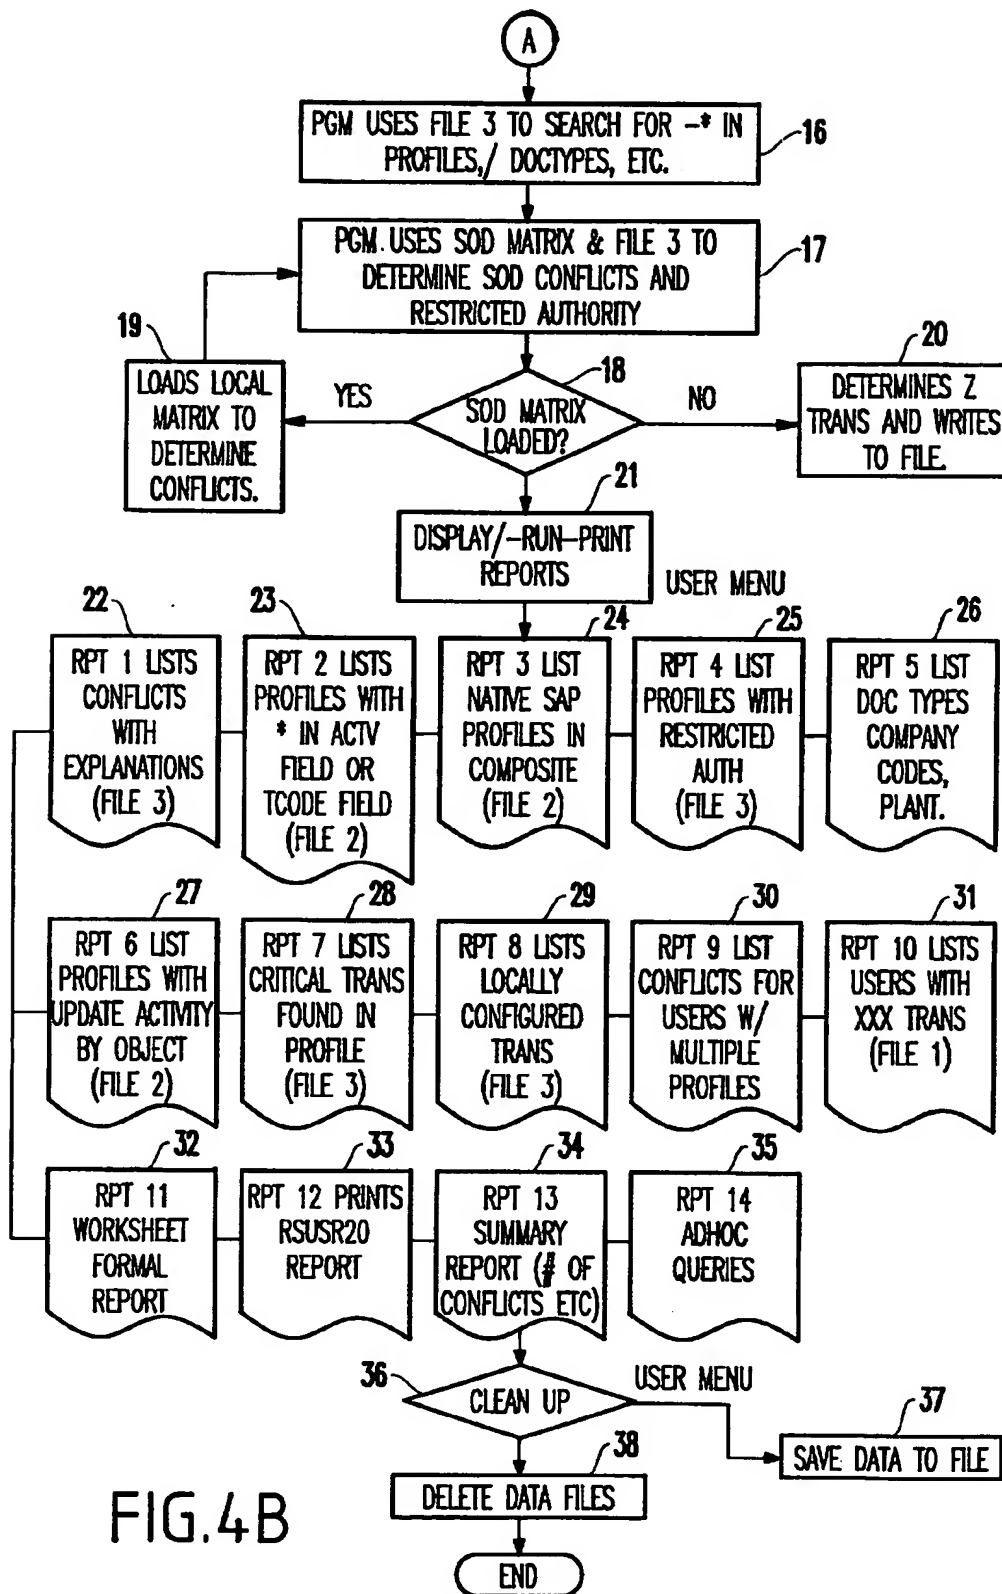 A
PGM USES FILE 3 TO SEARCH FOR -* IN
PROFILES,/ DOCTYPES, ETC.
16
PGM USES SOD MATRIX & FILE 3 TO
DETERMINE SOD CONFLICTS AND
RESTRICTED AUTHORITY
17
19
LOADS LOCAL
MATRIX TO
DETERMINE
CONFLICTS.
YES
18
SOD MATRIX
LOADED?
NO
20
DETERMINES Z
TRANS AND WRITES
TO FILE.
21
DISPLAY/-RUN-PRINT
REPORTS
USER MENU
22
RPT 1 LISTS
CONFLICTS
WITH
EXPLANATIONS
(FILE 3)
23
RPT 2 LISTS
PROFILES WITH
* IN ACTV
FIELD OR
TCODE FIELD
(FILE 2)
24
RPT 3 LIST
NATIVE SAP
PROFILES IN
COMPOSITE
(FILE 2)
25
RPT 4 LIST
PROFILES WITH
RESTRICTED
AUTH
(FILE 3)
26
RPT 5 LIST
DOC TYPES
COMPANY
CODES,
PLANT.
27
RPT 6 LIST
PROFILES WITH
UPDATE ACTIVITY
BY OBJECT
(FILE 2)
28
RPT 7 LISTS
CRITICAL TRANS
FOUND IN
PROFILE
(FILE 3)
29
RPT 8 LISTS
LOCALLY
CONFIGURED
TRANS
(FILE 3)
30
RPT 9 LIST
CONFLICTS FOR
USERS W/
MULTIPLE
PROFILES
31
RPT 10 LISTS
USERS WITH
XXX TRANS
(FILE 1)
32
RPT 11
WORKSHEET
FORMAL
REPORT
33
RPT 12 PRINTS
RSUSR20
REPORT
34
RPT 13
SUMMARY
REPORT (# OF
CONFLICTS ETC)
35
RPT 14
ADHOC
QUERIES
36
CLEAN UP
USER MENU
37
SAVE DATA TO FILE
38
DELETE DATA FILES
END
FIG.4B